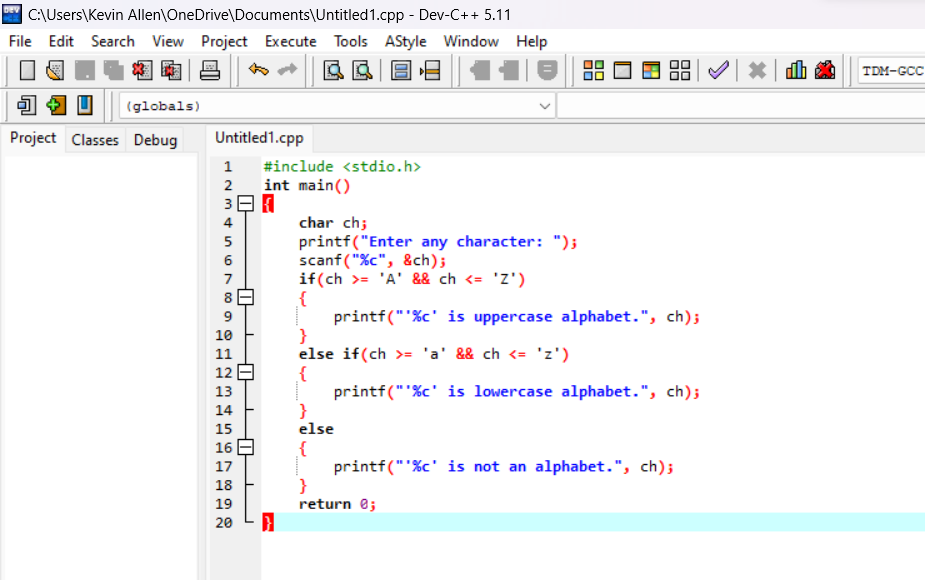 C:\Users\Kevin Allen\OneDrive\Documents\Untitled1.cpp - Dev-C++ 5.11
File Edit Search View Project Execute Tools AStyle Window Help
TDM-GCC
(globals)
Project Classes Debug Untitled1.cpp
1 #include <stdio.h>
2 int main()
3 {
4 char ch;
5 printf("Enter any character: ");
6 scanf("%c", &ch);
7 if(ch >= 'A' && ch <= 'Z')
8 {
9 printf("'%c' is uppercase alphabet.", ch);
10 }
11 else if(ch >= 'a' && ch <= 'z')
12 {
13 printf("'%c' is lowercase alphabet.", ch);
14 }
15 else
16 {
17 printf("'%c' is not an alphabet.", ch);
18 }
19 return 0;
20 }